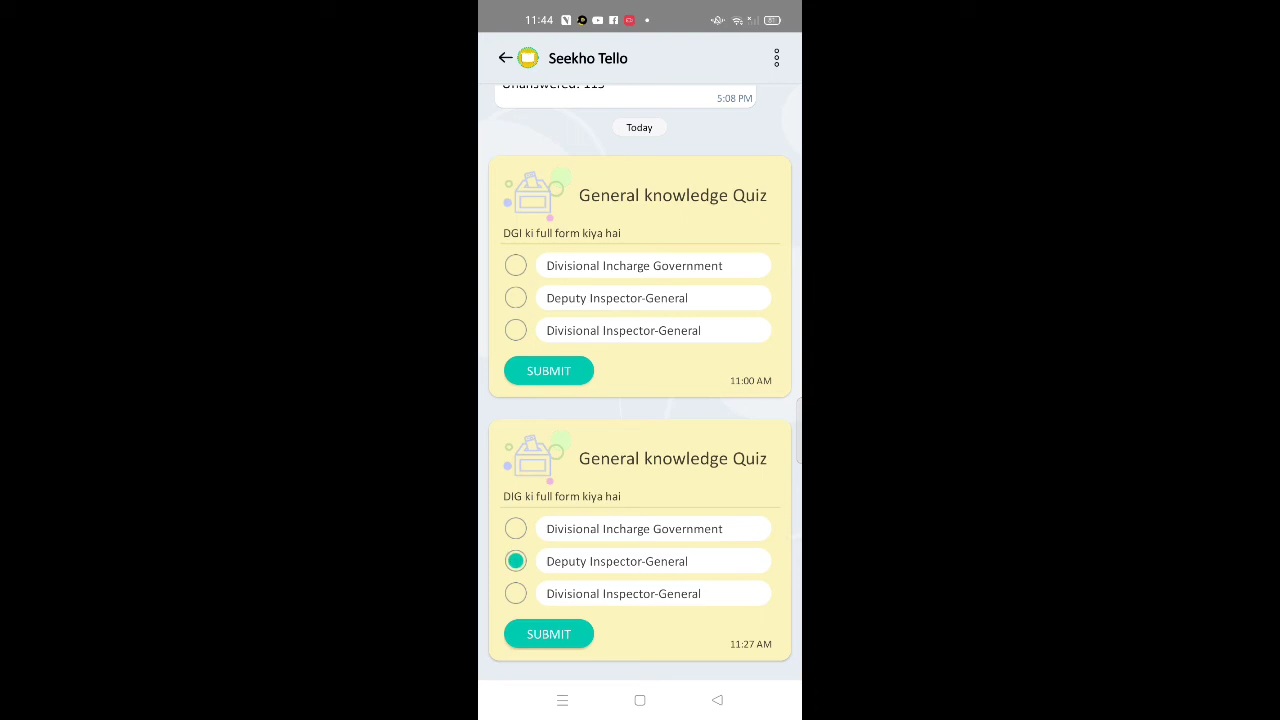 11:44
Seekho Tello
Unanswered: 115
5:08 PM
Today
General knowledge Quiz
DGI ki full form kiya hai
Divisional Incharge Government
Deputy Inspector-General
Divisional Inspector-General
SUBMIT
11:00 AM
General knowledge Quiz
DIG ki full form kiya hai
Divisional Incharge Government
Deputy Inspector-General
Divisional Inspector-General
SUBMIT
11:27 AM